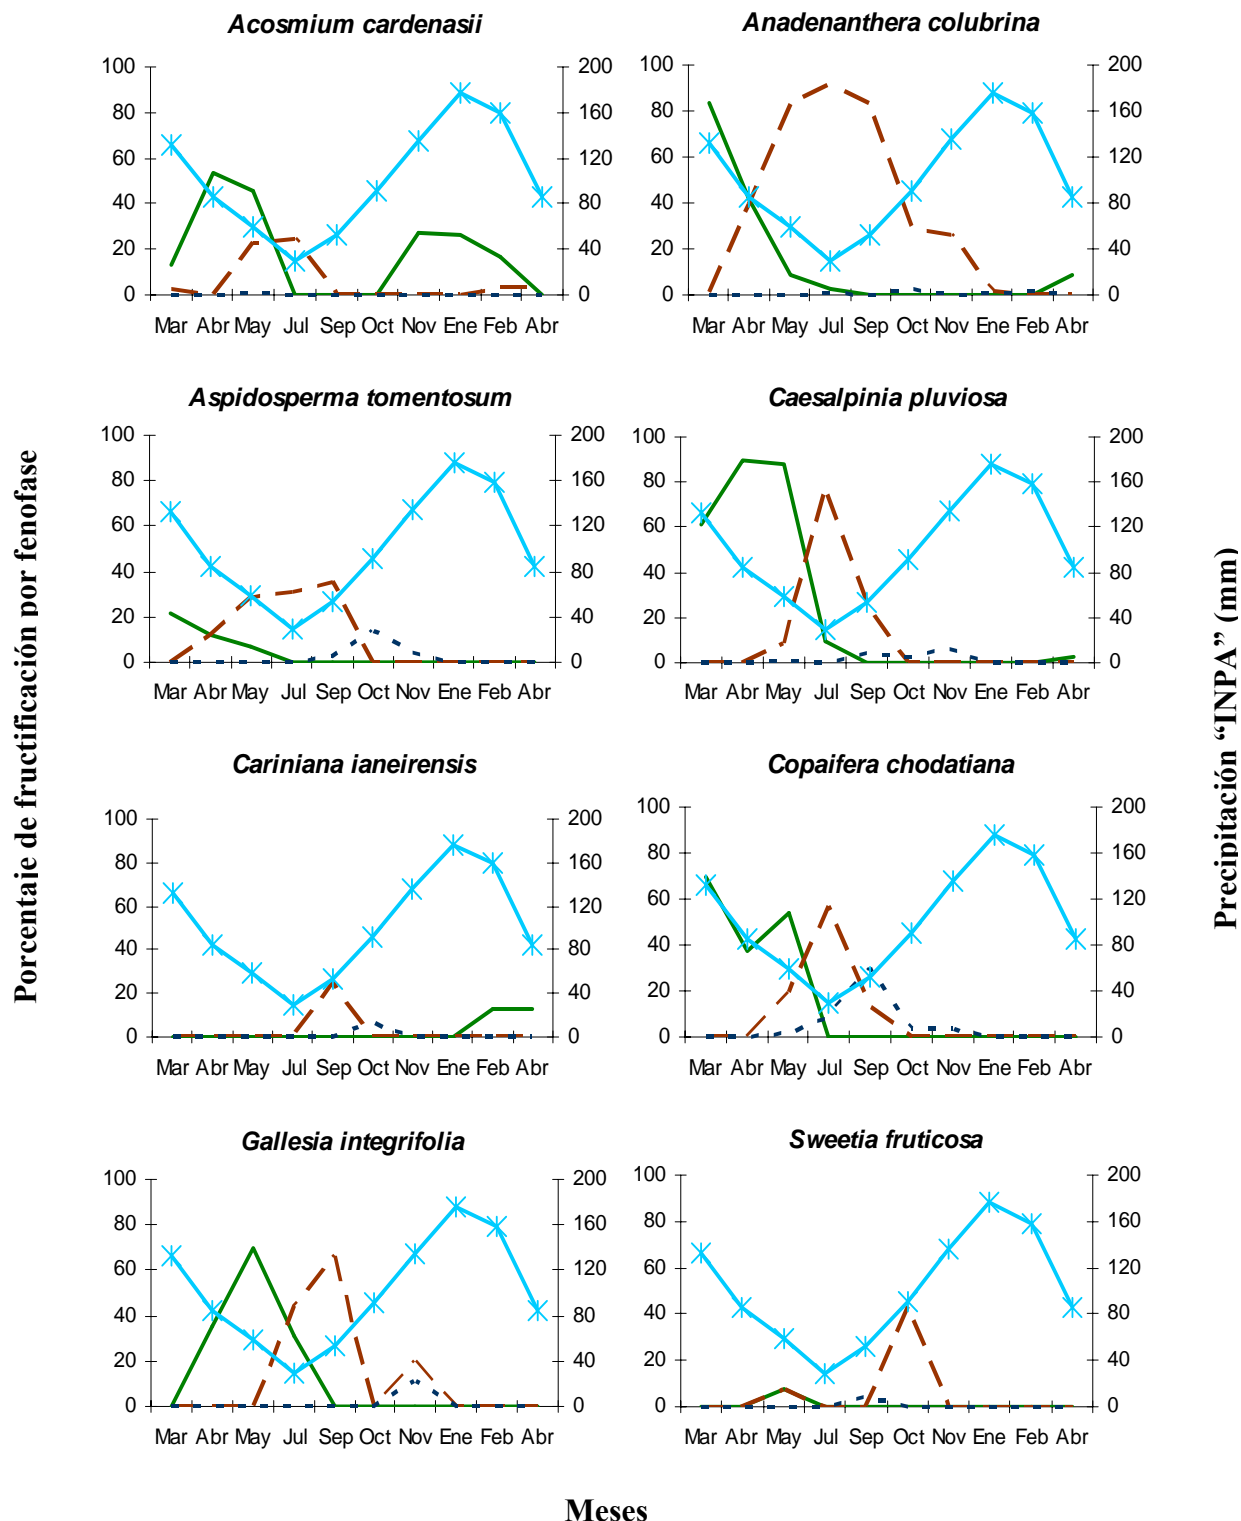 Acosmium cardenasii
Anadenanthera colubrina
100 200 100 200
80 160 80 160
60 120 60 120
40 80 40 80
20 40 20 40
0 0 0 0
Mar Abr May Jul Sep Oct Nov Ene Feb Abr
Mar Abr May Jul Sep Oct Nov Ene Feb Abr
Aspidosperma tomentosum
Caesalpinia pluviosa
100 200 100 200
80 160 80 160
60 120 60 120
40 80 40 80
20 40 20 40
0 0 0 0
Mar Abr May Jul Sep Oct Nov Ene Feb Abr
Mar Abr May Jul Sep Oct Nov Ene Feb Abr
Porcentaje de fructificación por fenofase
Precipitación “INPA” (mm)
Cariniana ianeirensis
Copaifera chodatiana
100 200 100 200
80 160 80 160
60 120 60 120
40 80 40 80
20 40 20 40
0 0 0 0
Mar Abr May Jul Sep Oct Nov Ene Feb Abr
Mar Abr May Jul Sep Oct Nov Ene Feb Abr
Gallesia integrifolia
Sweetia fruticosa
100 200 100 200
80 160 80 160
60 120 60 120
40 80 40 80
20 40 20 40
0 0 0 0
Mar Abr May Jul Sep Oct Nov Ene Feb Abr
Mar Abr May Jul Sep Oct Nov Ene Feb Abr
Meses